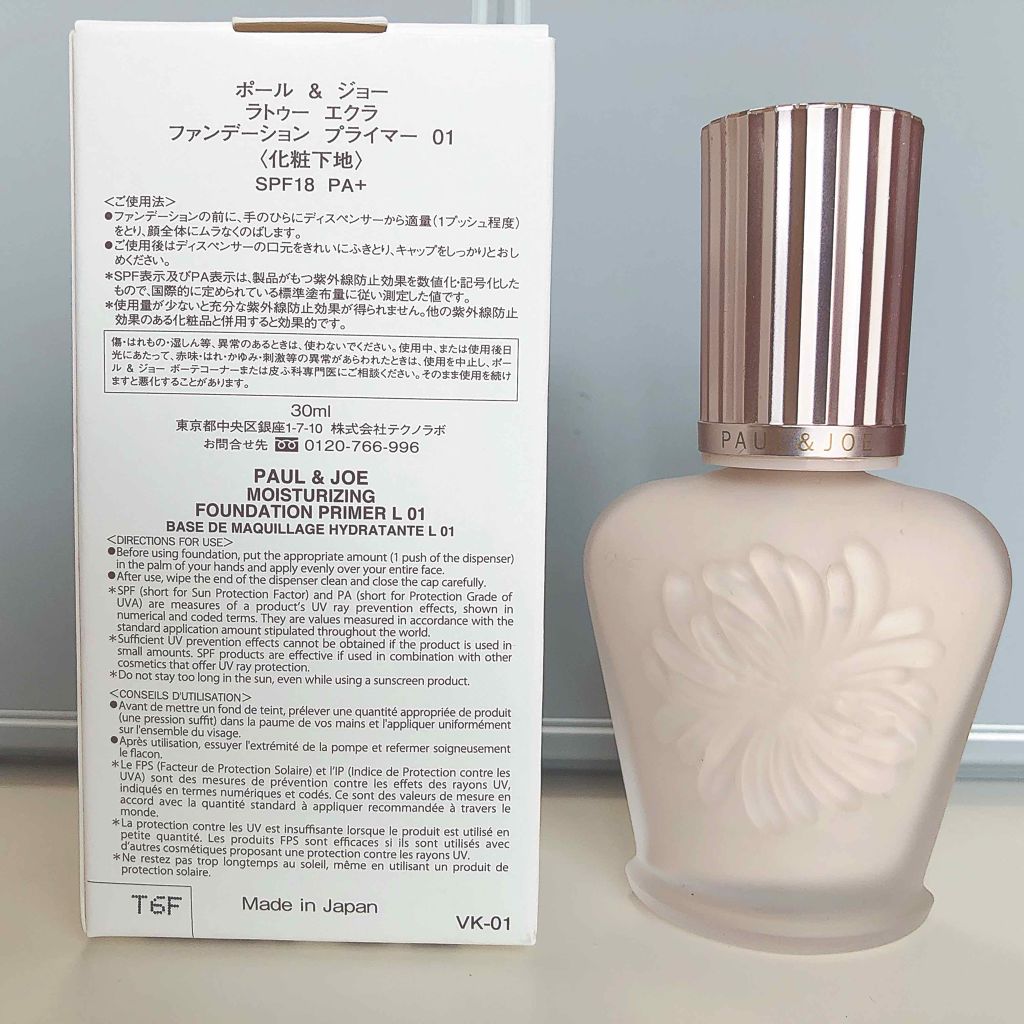 ポール & ジョー
ラトゥー エクラ
ファンデーション プライマー 01
〈化粧下地〉
SPF18 PA+
<ご使用法>
●ファンデーションの前に、手のひらにディスペンサーから適量(1プッシュ程度)
をとり、顔全体にムラなくのばします。
●ご使用後はディスペンサーの口元をきれいにふきとり、キャップをしっかりとおし
めください。
*SPF表示及びPA表示は、製品がもつ紫外線防止効果を数値化・記号化した
もので、国際的に定められている標準塗布量に従い測定した値です。
*使用量が少ないと充分な紫外線防止効果が得られません。他の紫外線防止
効果のある化粧品と併用すると効果的です。
傷・はれもの・湿しん等、異常のあるときは、使わないでください。使用中、または使用後日
光にあたって、赤味・はれ・かゆみ・刺激等の異常があらわれたときは、使用を中止し、ポー
ル & ジョー ボーテコーナーまたは皮ふ科専門医にご相談ください。そのまま使用を続け
ますと悪化することがあります。
30ml
東京都中央区銀座1-7-10 株式会社テクノラボ
お問合せ先 0120-766-996
PAUL & JOE
MOISTURIZING
FOUNDATION PRIMER L 01
BASE DE MAQUILLAGE HYDRATANTE L 01
<DIRECTIONS FOR USE>
●Before using foundation, put the appropriate amount (1 push of the dispenser)
in the palm of your hands and apply evenly over your entire face.
●After use, wipe the end of the dispenser clean and close the cap carefully.
*SPF (short for Sun Protection Factor) and PA (short for Protection Grade of
UVA) are measures of a product's UV ray prevention effects, shown in
numerical and coded terms. They are values measured in accordance with the
standard application amount stipulated throughout the world.
*Sufficient UV prevention effects cannot be obtained if the product is used in
small amounts. SPF products are effective if used in combination with other
cosmetics that offer UV ray protection.
*Do not stay too long in the sun, even while using a sunscreen product.
<CONSEILS D'UTILISATION>
●Avant de mettre un fond de teint, prélever une quantité appropriée de produit
(une pression suffit) dans la paume de vos mains et l'appliquer uniformément
sur l'ensemble du visage.
●Après utilisation, essuyer l'extrémité de la pompe et refermer soigneusement
le flacon.
*Le FPS (Facteur de Protection Solaire) et l'IP (Indice de Protection contre les
UVA) sont des mesures de prévention contre les effets des rayons UV,
indiqués en termes numériques et codés. Ce sont des valeurs de mesure en
accord avec la quantité standard à appliquer recommandée à travers le
monde.
*La protection contre les UV est insuffisante lorsque le produit est utilisé en
petite quantité. Les produits FPS sont efficaces si ils sont utilisés avec
d'autres cosmétiques proposant une protection contre les rayons UV.
*Ne restez pas trop longtemps au soleil, même en utilisant un produit de
protection solaire.
T6F
Made in Japan
VK-01
PAUL & JOE